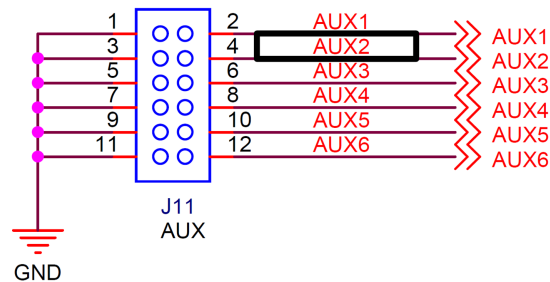 1 2 AUX1 AUX1
3 4 AUX2 AUX2
5 6 AUX3 AUX3
7 8 AUX4 AUX4
9 10 AUX5 AUX5
11 12 AUX6 AUX6
J11
AUX
GND